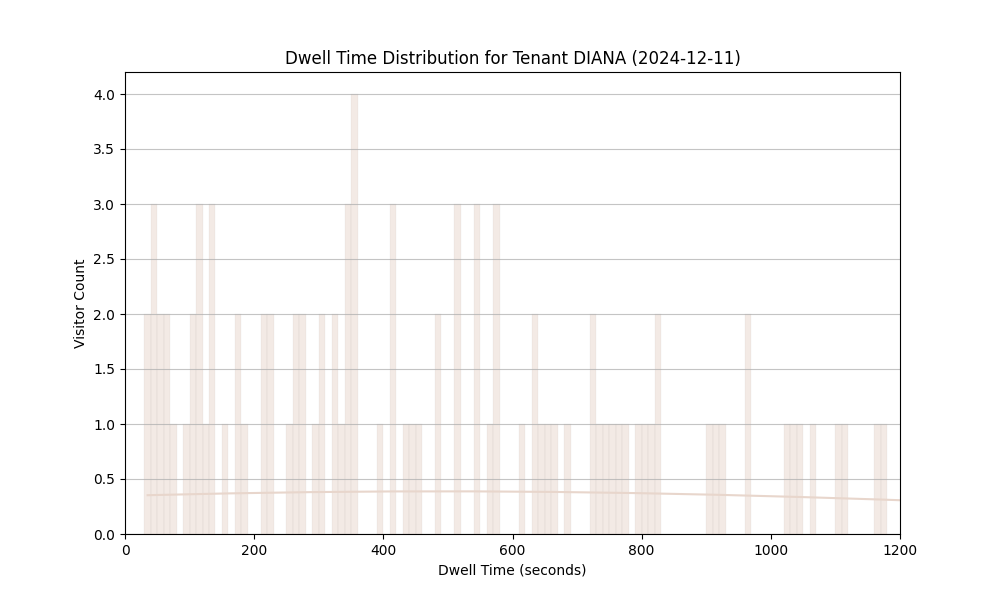 Dwell Time Distribution for Tenant DIANA (2024-12-11)
4.0
3.5
3.0
2.5
2.0
1.5
1.0
0.5
0.0
Visitor Count
0 200 400 600 800 1000 1200
Dwell Time (seconds)